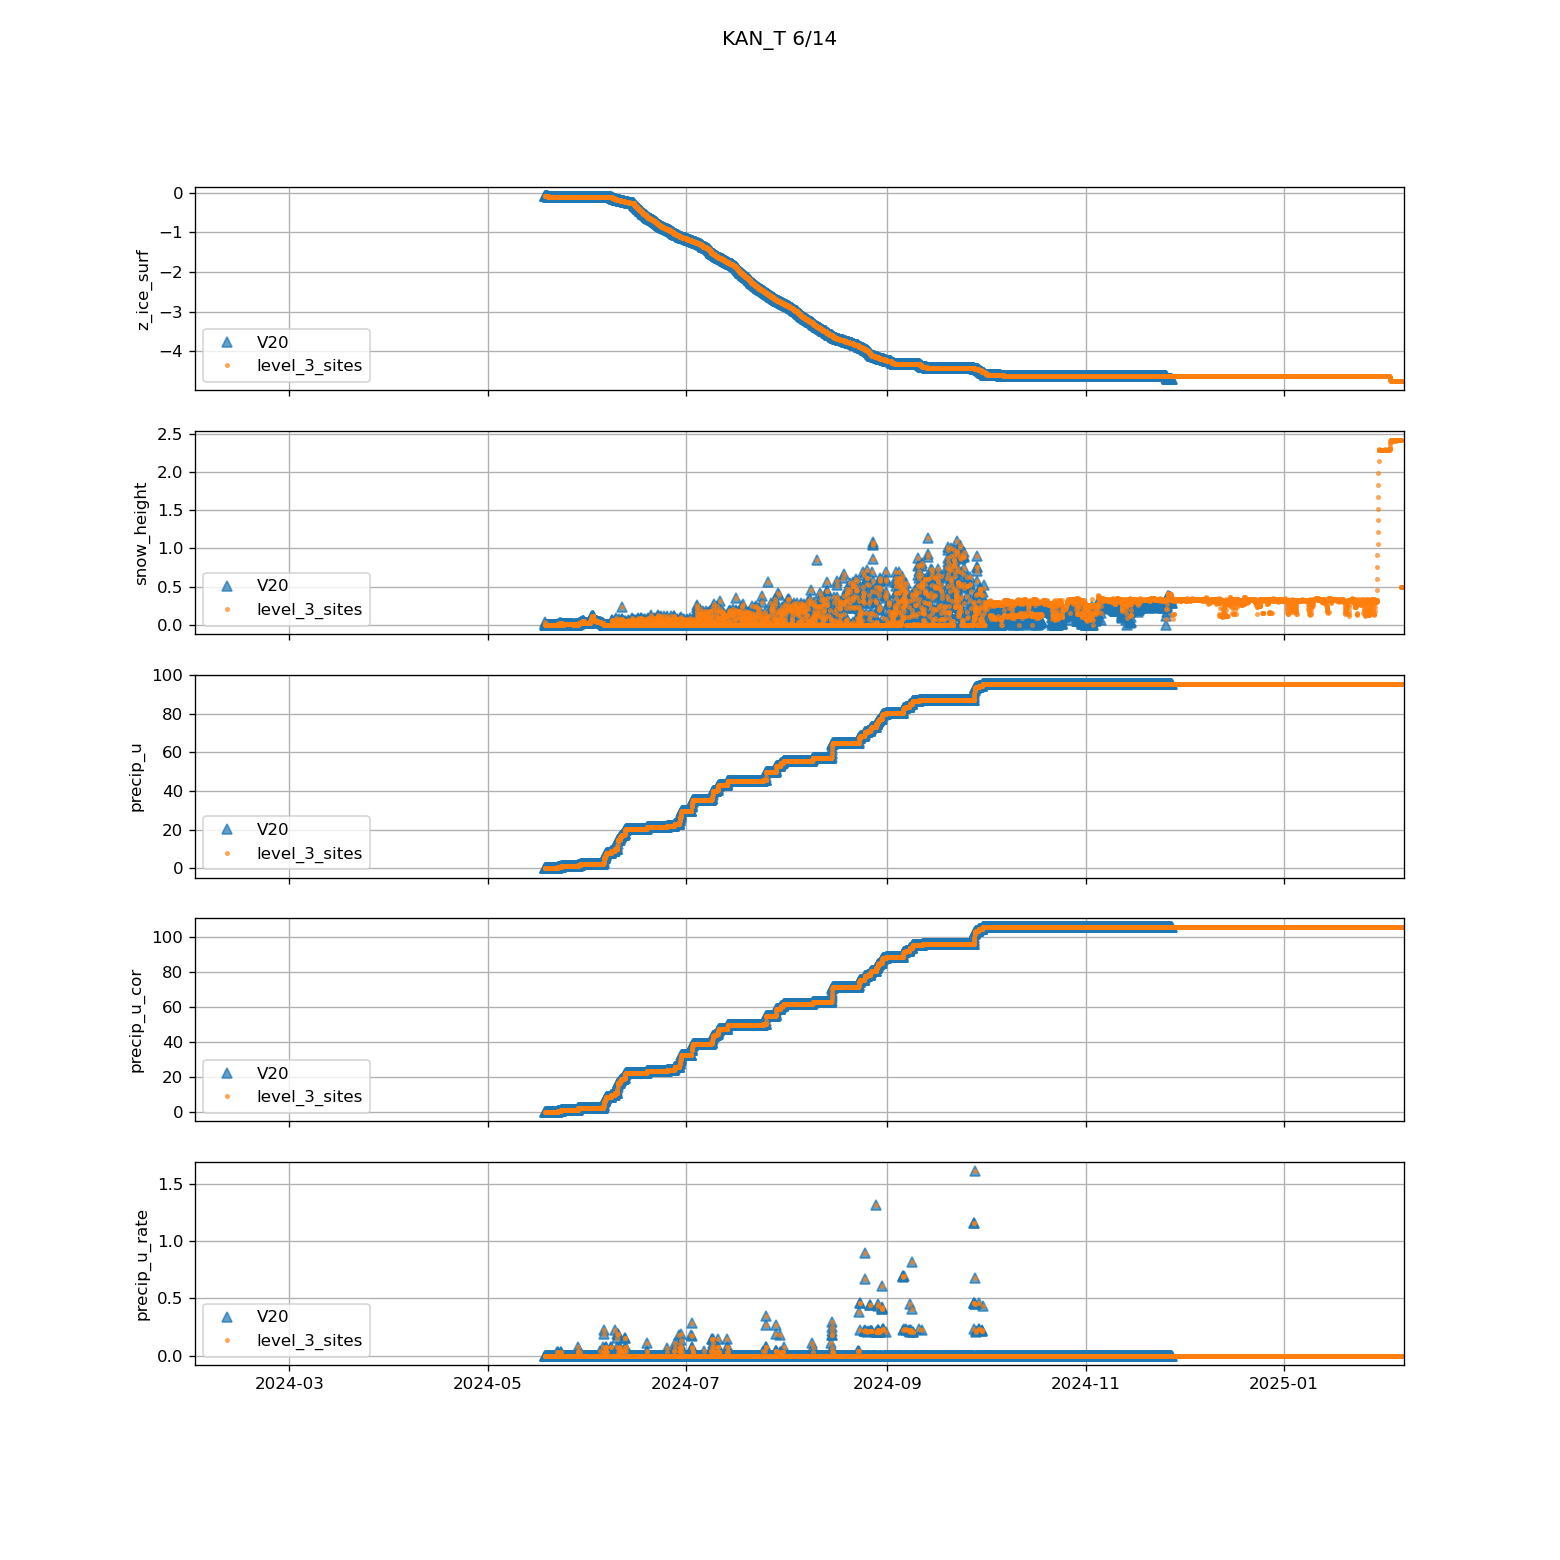 KAN_T 6/14
0
−1
−2
−3
−4
z_ice_surf
V20
level_3_sites
2.5
2.0
1.5
1.0
0.5
0.0
snow_height
V20
level_3_sites
100
80
60
40
20
0
precip_u
V20
level_3_sites
100
80
60
40
20
0
precip_u_cor
V20
level_3_sites
1.5
1.0
0.5
0.0
precip_u_rate
V20
level_3_sites
2024-03
2024-05
2024-07
2024-09
2024-11
2025-01